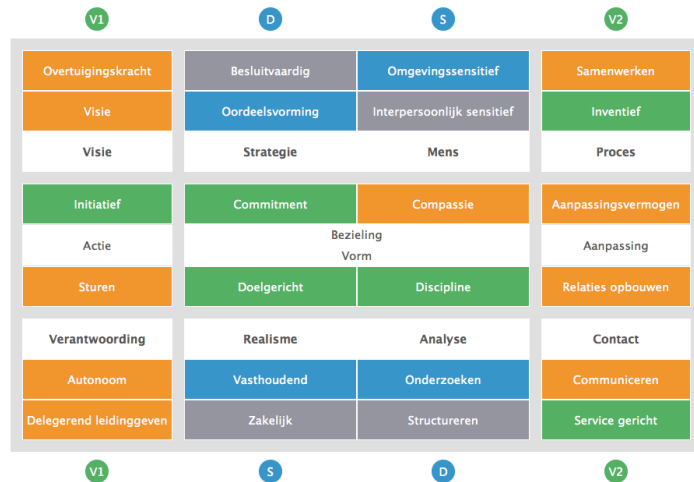 V1 D S V2
Overtuigingskracht Besluitvaardig Omgevingssensitief Samenwerken
Visie Oordeelsvorming Interpersoonlijk sensitief Inventief
Visie Strategie Mens Proces
Initiatief Commitment Compassie Aanpassingsvermogen
Bezieling
Actie Aanpassing
Vorm
Sturen Doelgericht Discipline Relaties opbouwen
Verantwoording Realisme Analyse Contact
Autonoom Vasthoudend Onderzoeken Communiceren
Delegerend leidinggeven Zakelijk Structureren Service gericht
V1 S D V2